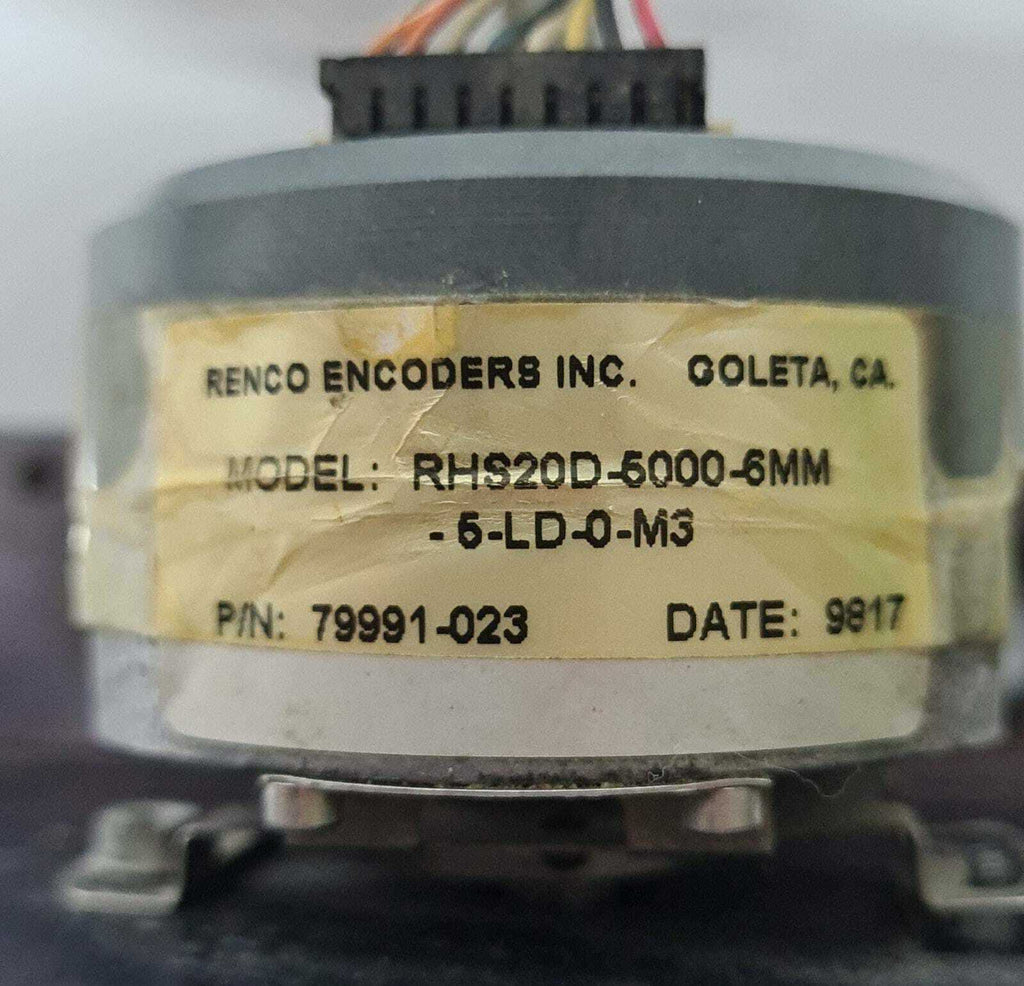 RENCO ENCODERS INC. GOLETA, CA.
MODEL: RHS20D-5000-6MM
- 5-LD-0-M3
P/N: 79991-023 DATE: 9817